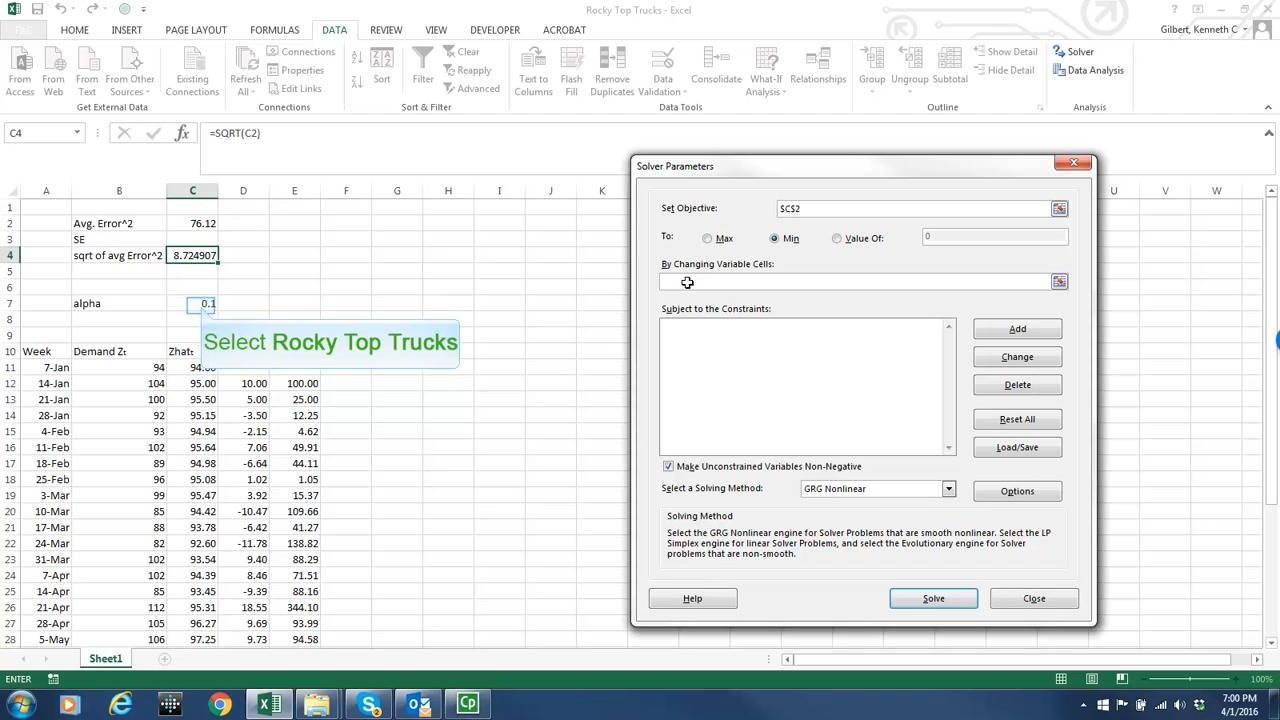 Rocky Top Trucks - Excel
FILE HOME INSERT PAGE LAYOUT FORMULAS DATA REVIEW VIEW DEVELOPER ADD-INS ACROBAT
Gilbert, Kenneth C
From Access
From Web
From Text
From Other Sources
Existing Connections
Refresh All
Connections
Properties
Edit Links
Sort
Filter
Clear
Reapply
Advanced
Text to Columns
Flash Fill
Remove Duplicates
Data Validation
Consolidate
What-If Analysis
Relationships
Group
Ungroup
Subtotal
Show Detail
Hide Detail
Solver
Data Analysis
Get External Data
Connections
Sort & Filter
Data Tools
Outline
Analysis
C4 fx =SQRT(C2)
A B C D E F G H I J K U V W
1
2 Avg. Error^2 76.12
3 SE
4 sqrt of avg Error^2 8.724907
5
6
7 alpha 0.1
8
9
Select Rocky Top Trucks
10 Week Demand Zt Zhatt
11 7-Jan 94 94.00
12 14-Jan 104 95.00 10.00 100.00
13 21-Jan 100 95.50 5.00 25.00
14 28-Jan 92 95.15 -3.50 12.25
15 4-Feb 93 94.94 -2.15 4.62
16 11-Feb 102 95.64 7.06 49.91
17 18-Feb 89 94.98 -6.64 44.11
18 25-Feb 96 95.08 1.02 1.05
19 3-Mar 99 95.47 3.92 15.37
20 10-Mar 85 94.42 -10.47 109.66
21 17-Mar 88 93.78 -6.42 41.27
22 24-Mar 82 92.60 -11.78 138.82
23 31-Mar 102 93.54 9.40 88.29
24 7-Apr 102 94.39 8.46 71.51
25 14-Apr 85 93.45 -9.39 88.16
26 21-Apr 112 95.31 18.55 344.10
27 28-Apr 105 96.27 9.69 93.99
28 5-May 106 97.25 9.73 94.58
Solver Parameters
Set Objective: $C$2
To: Max Min Value Of: 0
By Changing Variable Cells:
Subject to the Constraints:
Add
Change
Delete
Reset All
Load/Save
Make Unconstrained Variables Non-Negative
Select a Solving Method: GRG Nonlinear
Options
Solving Method
Select the GRG Nonlinear engine for Solver Problems that are smooth nonlinear. Select the LP
Simplex engine for linear Solver Problems, and select the Evolutionary engine for Solver
problems that are non-smooth.
Help Solve Close
Sheet1
ENTER 100%
7:00 PM
4/1/2016